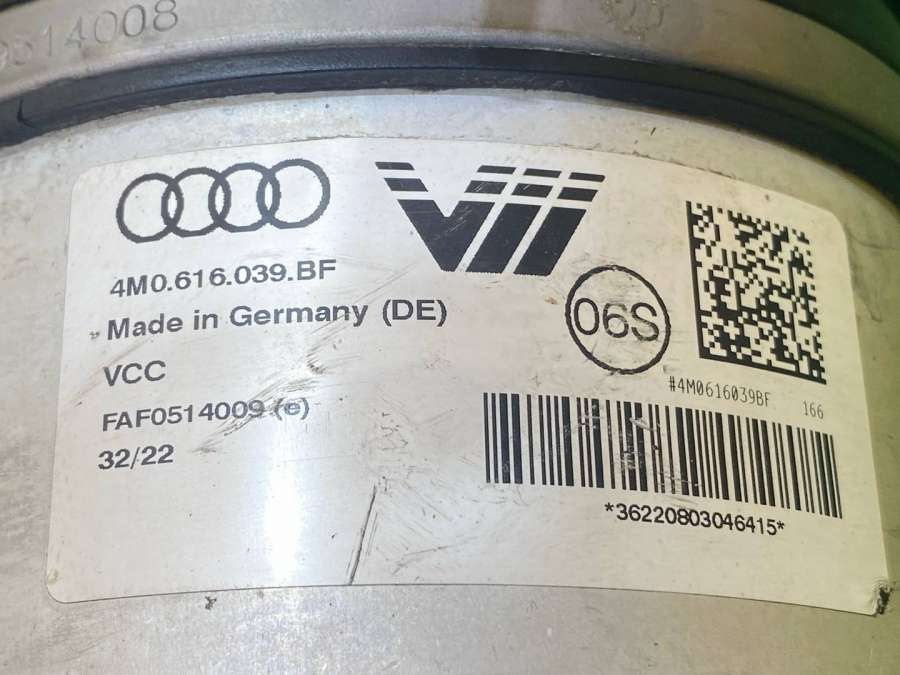 514008
4M0.616.039.BF
Made in Germany (DE)
VCC
FAF0514009 (e)
32/22
06S
#4M0616039BF 166
*36220803046415*